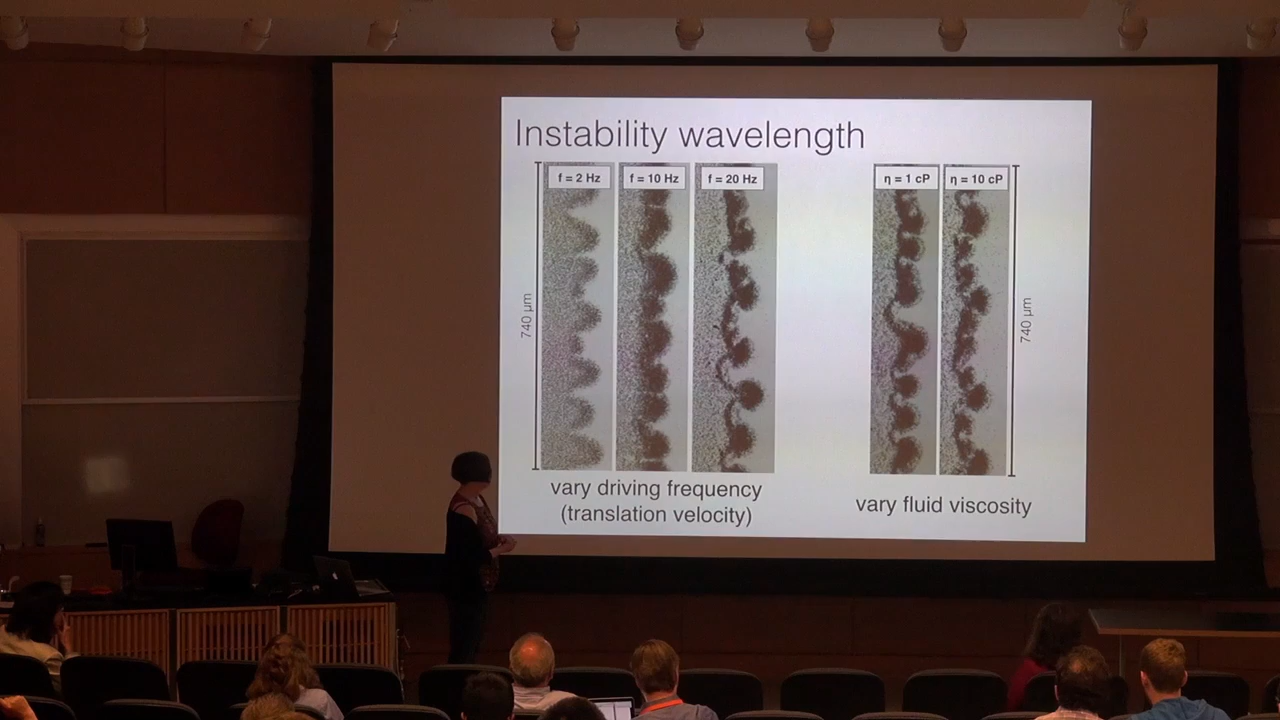 Instability wavelength
f = 2 Hz
f = 10 Hz
f = 20 Hz
η = 1 cP
η = 10 cP
740 μm
740 μm
vary driving frequency
(translation velocity)
vary fluid viscosity